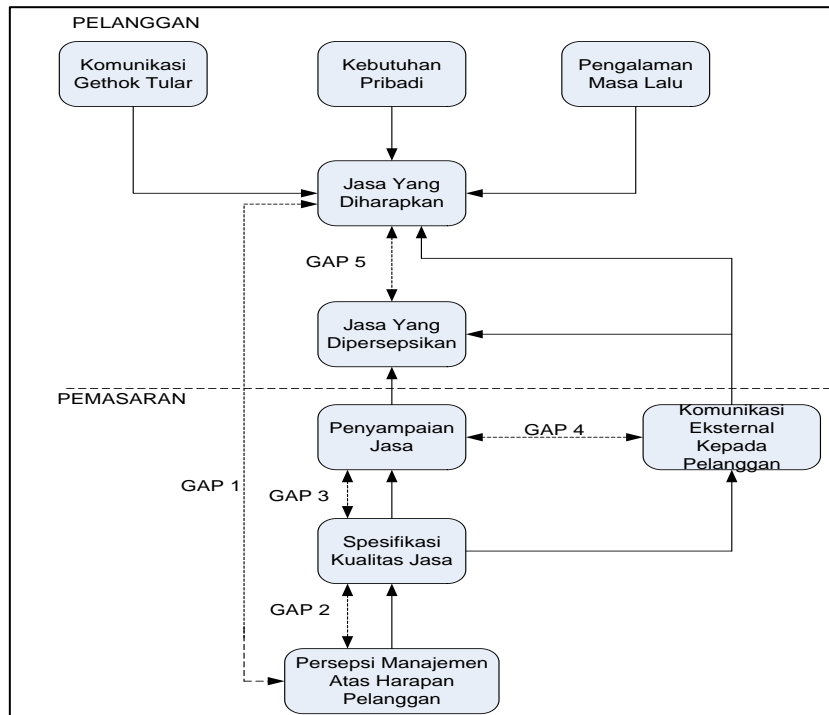 PELANGGAN
Komunikasi
Gethok Tular
Kebutuhan
Pribadi
Pengalaman
Masa Lalu
Jasa Yang
Diharapkan
GAP 5
Jasa Yang
Dipersepsikan
PEMASARAN
Penyampaian
Jasa
GAP 4
Komunikasi
Eksternal
Kepada
Pelanggan
GAP 1
GAP 3
Spesifikasi
Kualitas Jasa
GAP 2
Persepsi Manajemen
Atas Harapan
Pelanggan